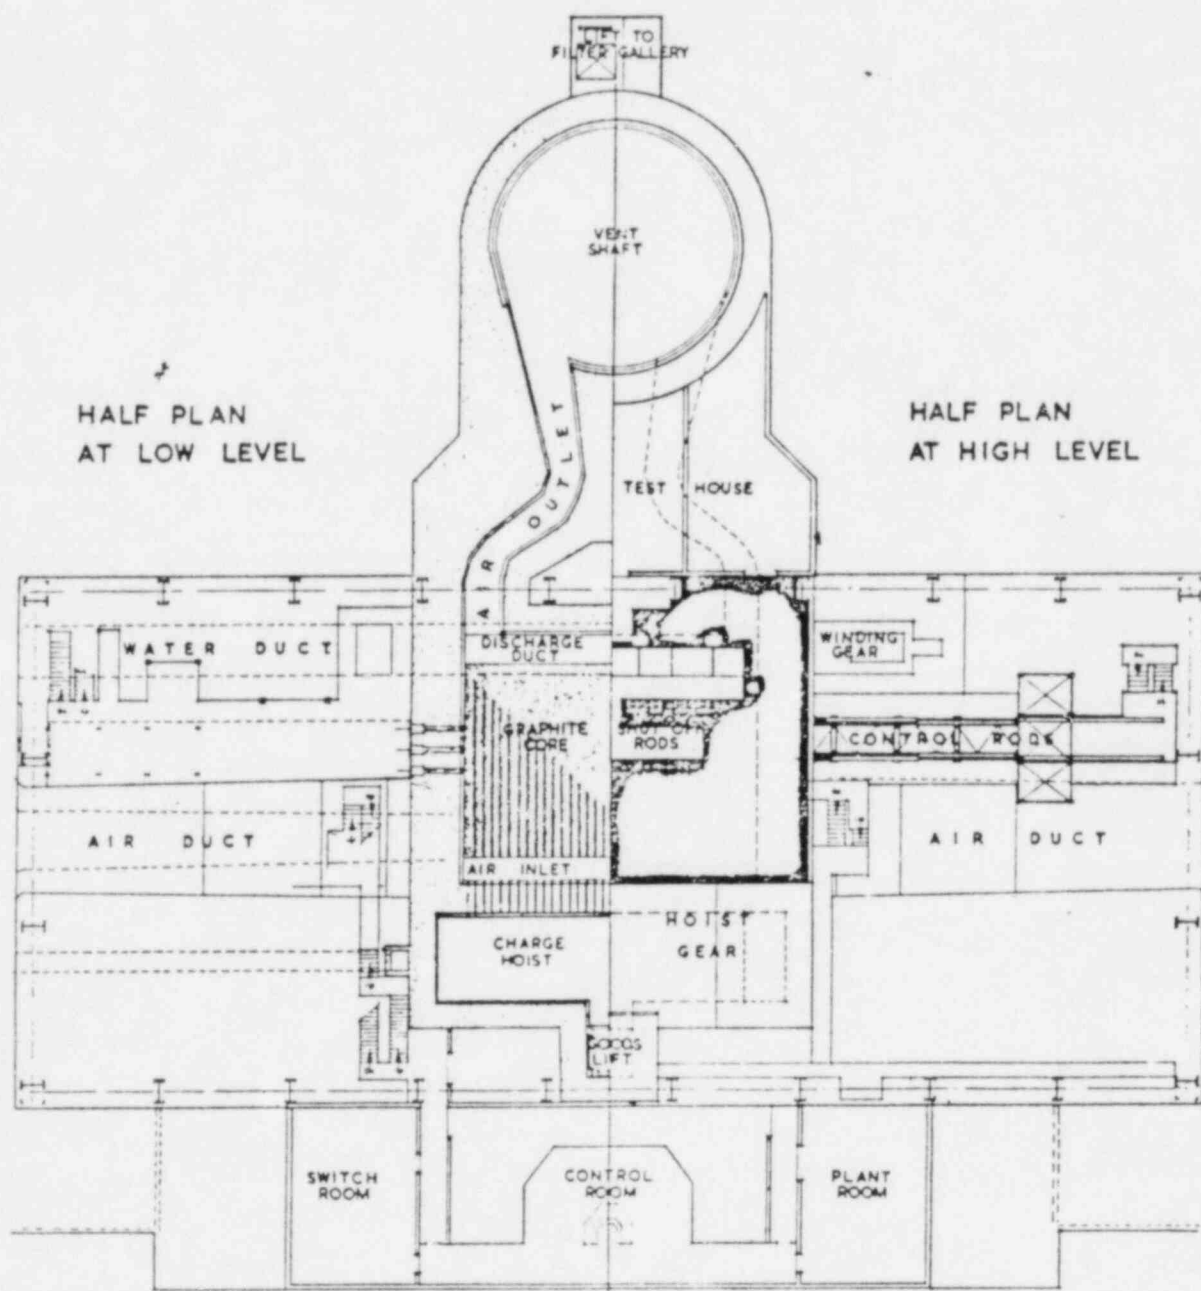 LIFT TO
FILTER GALLERY
VENT
SHAFT
HALF PLAN
AT LOW LEVEL
HALF PLAN
AT HIGH LEVEL
AIR OUTLET
TEST HOUSE
WATER DUCT
DISCHARGE
DUCT
WINDING
GEAR
GRAPHITE
CORE
SHUT OFF
RODS
CONTROL RODS
AIR DUCT
AIR DUCT
AIR INLET
CHARGE
HOIST
HOIST
GEAR
GOODS
LIFT
SWITCH
ROOM
CONTROL
ROOM
PLANT
ROOM